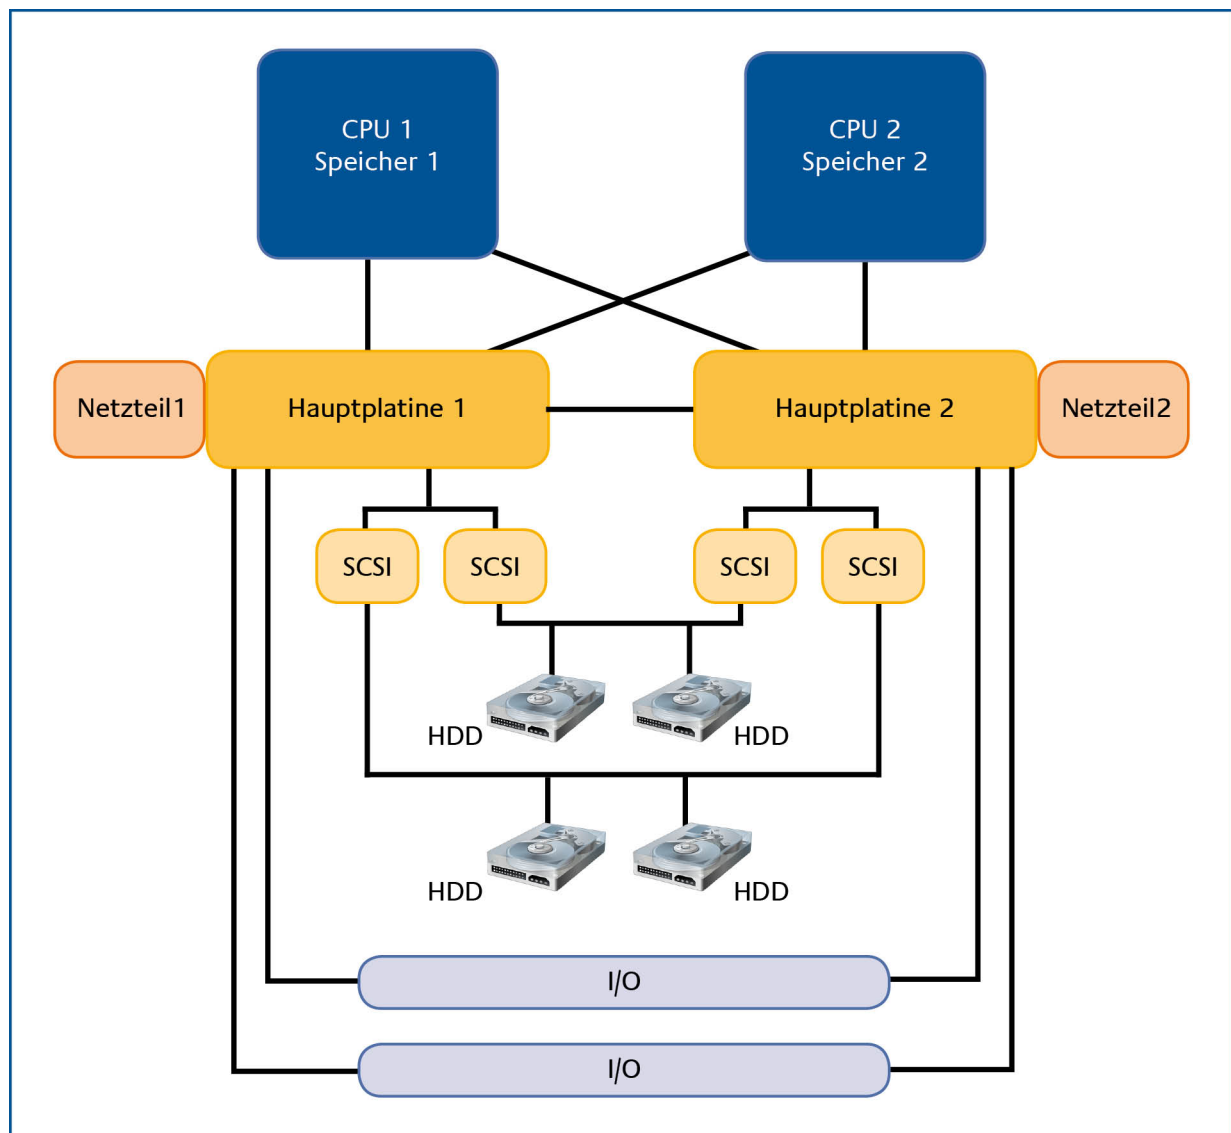 CPU 1
Speicher 1
CPU 2
Speicher 2
Netzteil1
Hauptplatine 1
Hauptplatine 2
Netzteil2
SCSI
SCSI
SCSI
SCSI
HDD
HDD
HDD
HDD
I/O
I/O